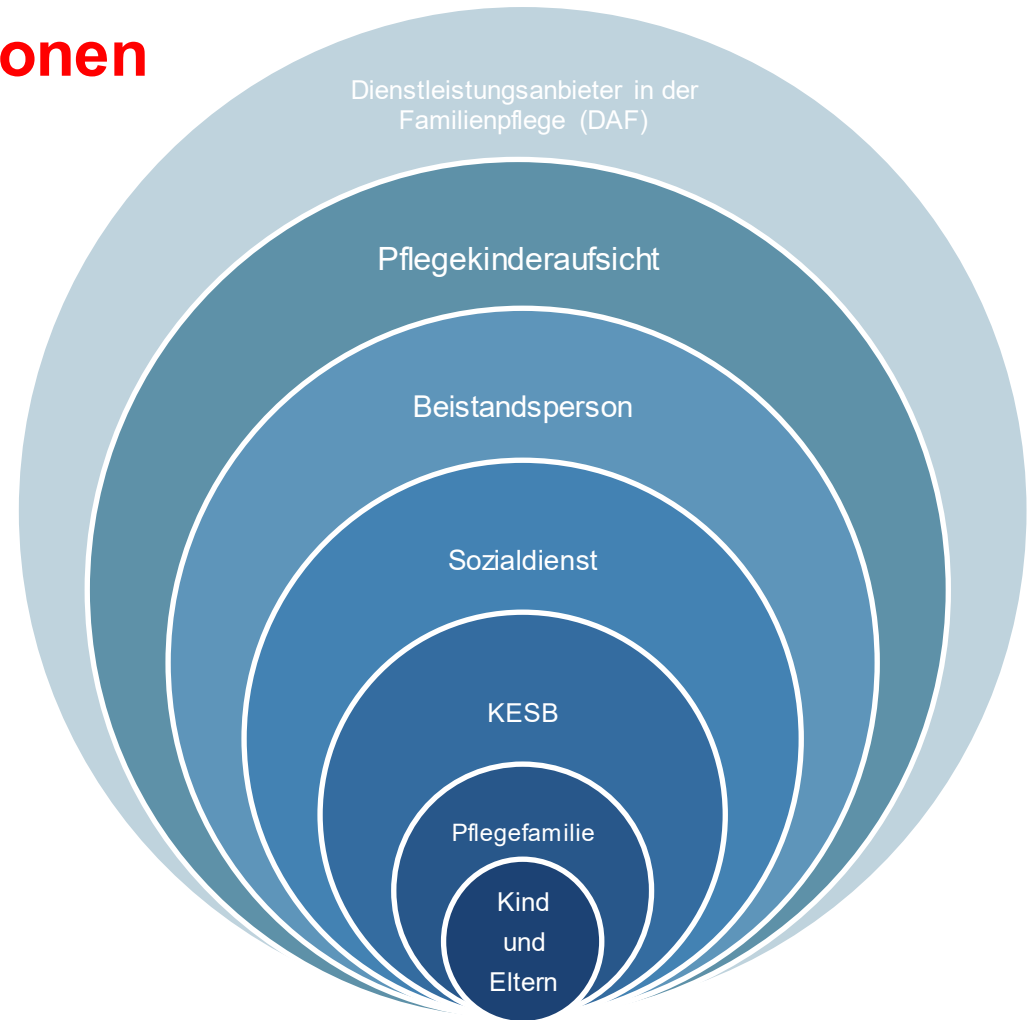 onen
Dienstleistungsanbieter in der
Familienpflege (DAF)
Pflegekinderaufsicht
Beistandsperson
Sozialdienst
KESB
Pflegefamilie
Kind
und
Eltern